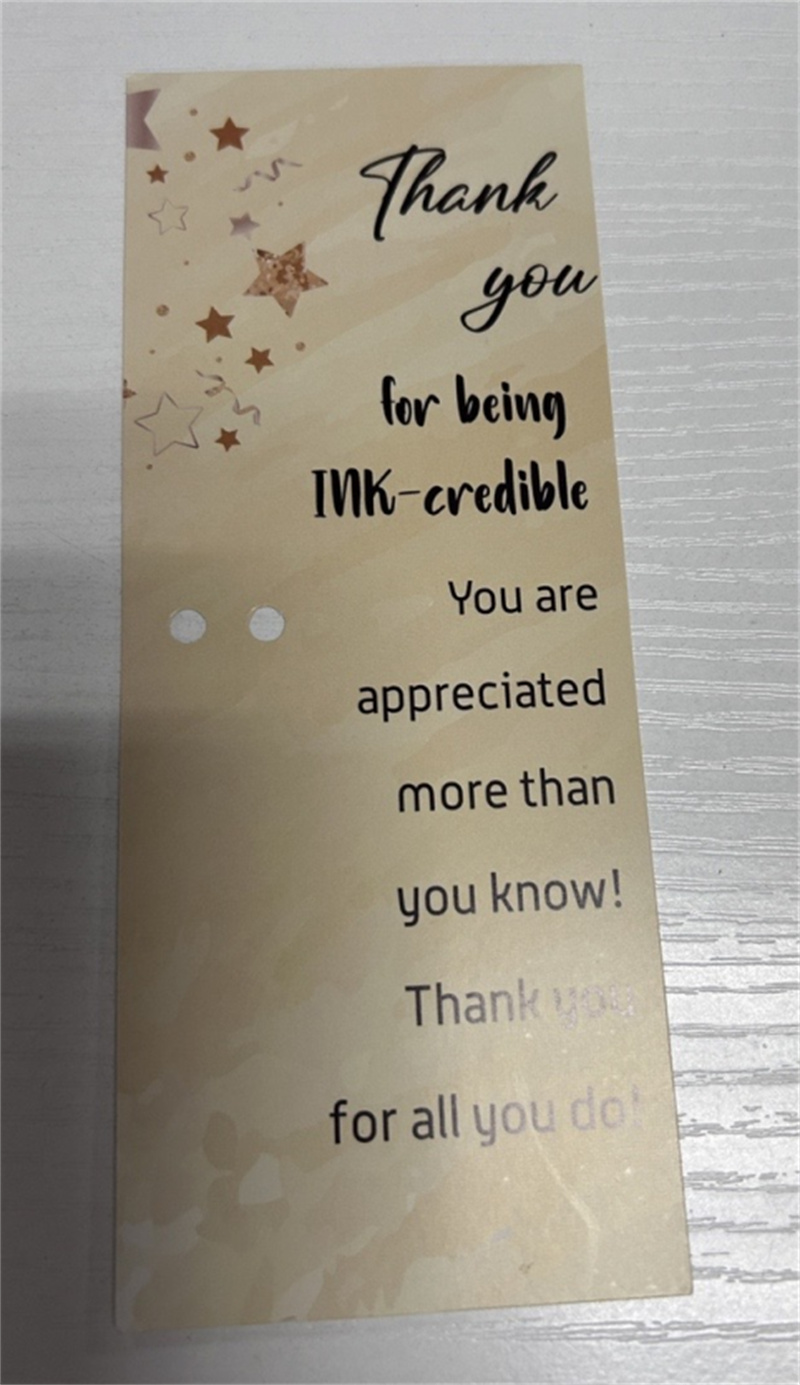 Thank
you
for being
INK-credible
You are
appreciated
more than
you know!
Thank you
for all you do!